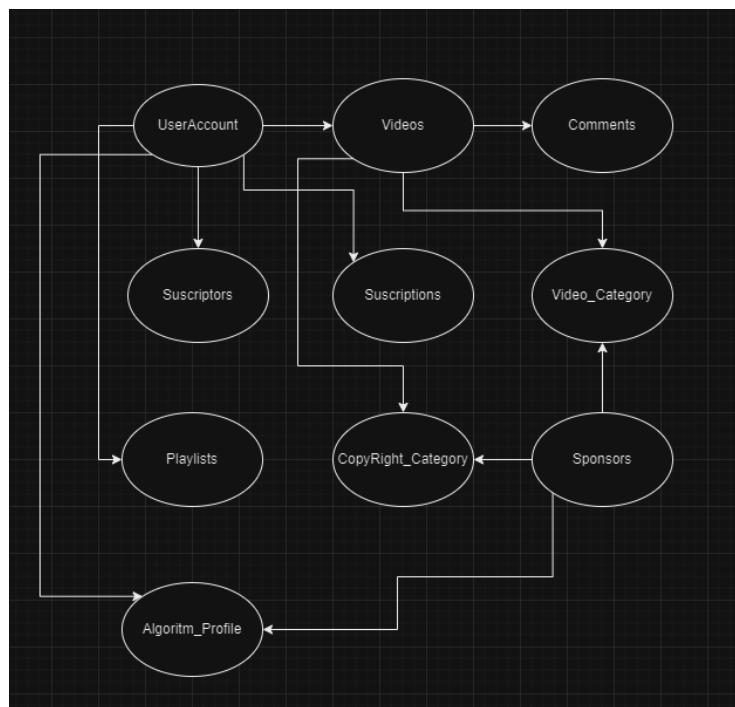 UserAccount
Videos
Comments
Suscriptors
Suscriptions
Video_Category
Playlists
CopyRight_Category
Sponsors
Algoritm_Profile